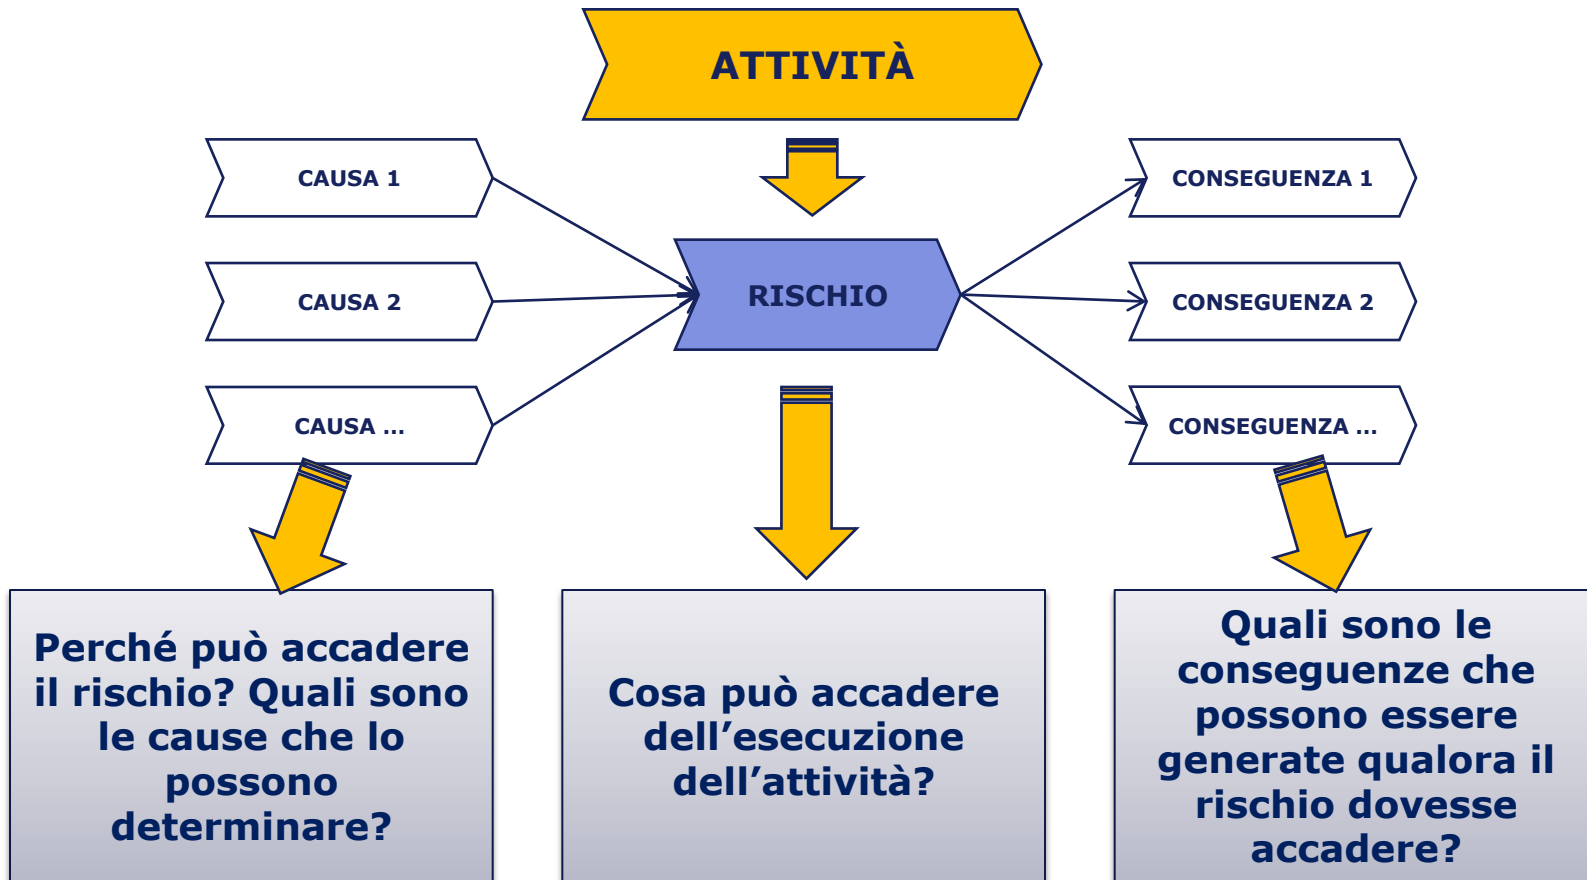 ATTIVITÀ
CAUSA 1
CONSEGUENZA 1
CAUSA 2
RISCHIO
CONSEGUENZA 2
CAUSA ...
CONSEGUENZA ...
Perché può accadere
il rischio? Quali sono
le cause che lo
possono
determinare?
Cosa può accadere
dell’esecuzione
dell’attività?
Quali sono le
conseguenze che
possono essere
generate qualora il
rischio dovesse
accadere?